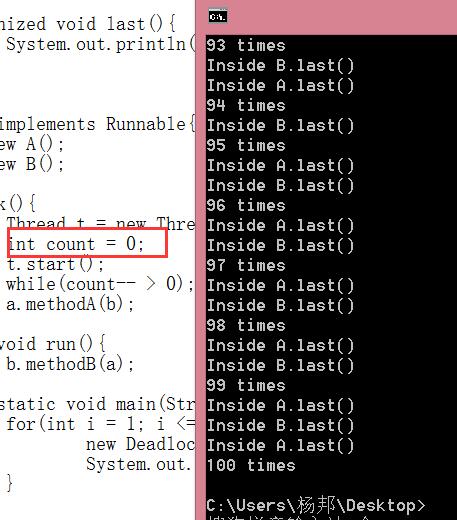 nized void last(){
System.out.println(
implements Runnable{
ew A();
ew B();
k(){
Thread t = new Thre
int count = 0;
t.start();
while(count-- > 0);
a.methodA(b);
void run(){
b.methodB(a);
static void main(Str
for(int i = 1; i <=
new Deadloc
System.out.
}
C:\.
93 times
Inside B.last()
Inside A.last()
94 times
Inside B.last()
95 times
Inside A.last()
Inside B.last()
96 times
Inside A.last()
Inside B.last()
97 times
Inside A.last()
Inside B.last()
98 times
Inside A.last()
Inside B.last()
99 times
Inside A.last()
Inside B.last()
Inside A.last()
100 times
C:\Users\杨邦\Desktop>